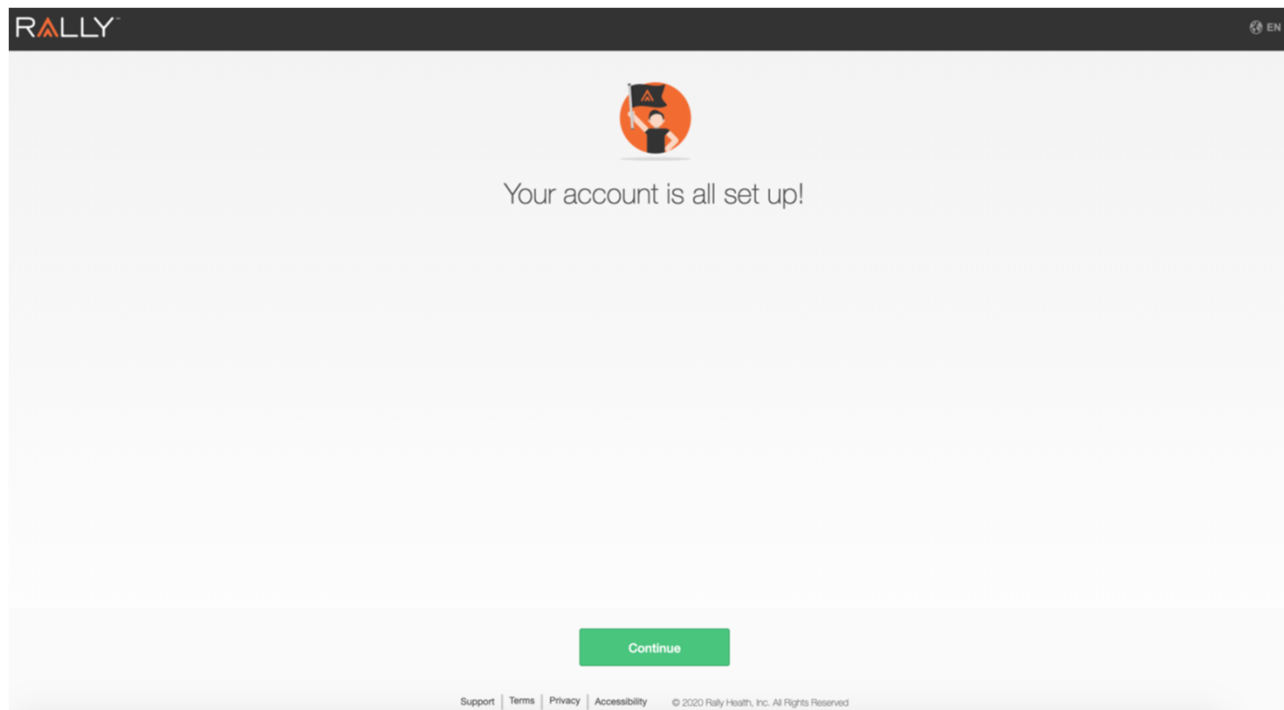 RALLY
EN
Your account is all set up!
Continue
Support | Terms | Privacy | Accessibility © 2020 Rally Health, Inc. All Rights Reserved